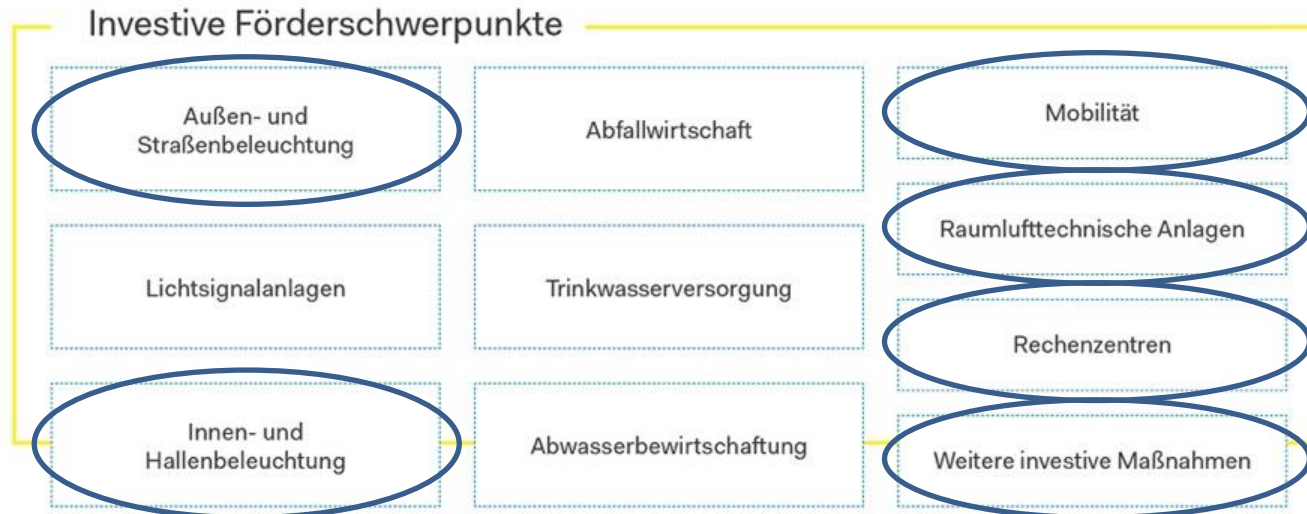 Investive Förderschwerpunkte
Außen- und
Straßenbeleuchtung
Abfallwirtschaft
Mobilität
Raumlufttechnische Anlagen
Lichtsignalanlagen
Trinkwasserversorgung
Rechenzentren
Innen- und
Hallenbeleuchtung
Abwasserbewirtschaftung
Weitere investive Maßnahmen